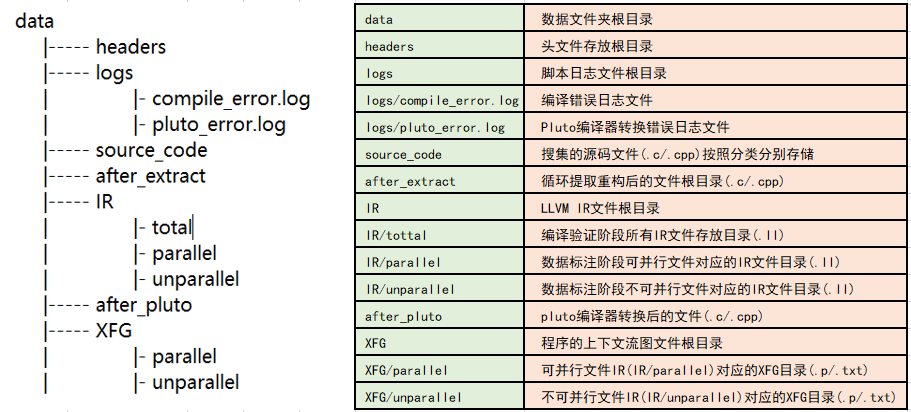 data
|----- headers
|----- logs
| |- compile_error.log
| |- pluto_error.log
|----- source_code
|----- after_extract
|----- IR
| |- total
| |- parallel
| |- unparallel
|----- after_pluto
|----- XFG
| |- parallel
| |- unparallel
data 数据文件夹根目录
headers 头文件存放根目录
logs 脚本日志文件根目录
logs/compile_error.log 编译错误日志文件
logs/pluto_error.log Pluto编译器转换错误日志文件
source_code 搜集的源码文件(.c/.cpp)按照分类分别存储
after_extract 循环提取重构后的文件根目录(.c/.cpp)
IR LLVM IR文件根目录
IR/tottal 编译验证阶段所有IR文件存放目录(.ll)
IR/parallel 数据标注阶段可并行文件对应的IR文件目录(.ll)
IR/unparallel 数据标注阶段不可并行文件对应的IR文件目录(.ll)
after_pluto pluto编译器转换后的文件(.c/.cpp)
XFG 程序的上下文流图文件根目录
XFG/parallel 可并行文件IR(IR/parallel)对应的XFG目录(.p/.txt)
XFG/unparallel 不可并行文件IR(IR/unparallel)对应的XFG目录(.p/.txt)